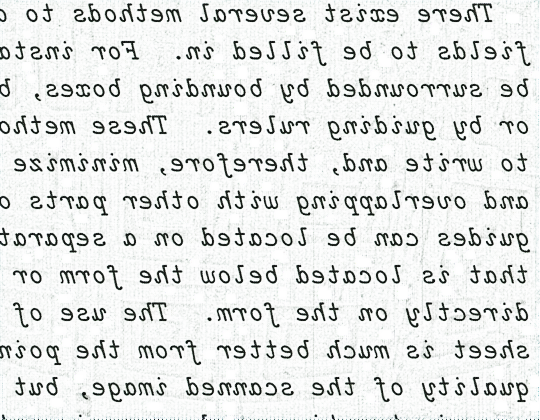 There exist several methods to
fields to be filled in. For insta
be surrounded by bounding boxes, b
or by guiding rulers. These metho
to write and, therefore, minimize
and overlapping with other parts o
guides can be located on a separat
that is located below the form or
directly on the form. The use of
sheet is much better from the poin
quality of the scanned image, but